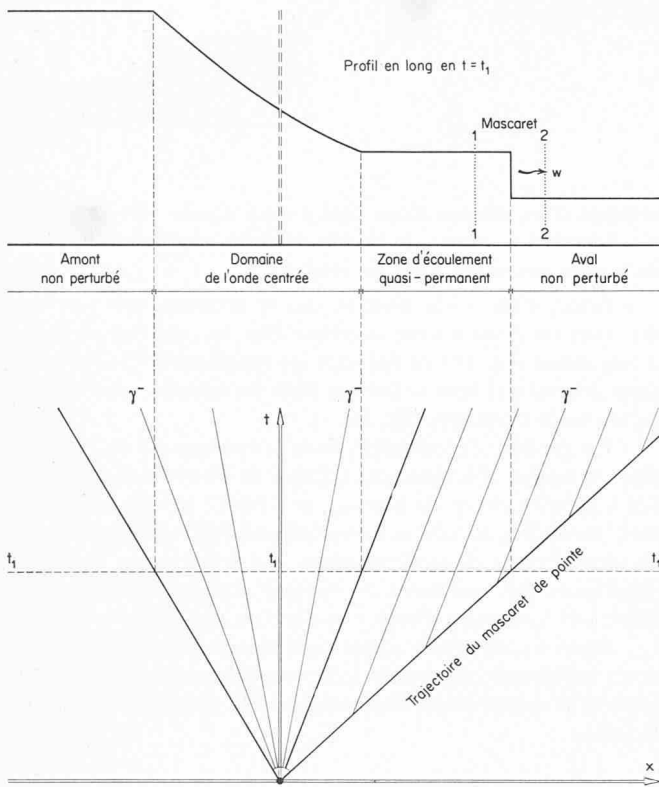 Profil en long en t = t₁
Mascaret
1 2
w
1 2
Amont
non perturbé
Domaine
de l'onde centrée
Zone d'écoulement
quasi-permanent
Aval
non perturbé
γ⁻ γ⁻ γ⁻
t
t₁ t₁ t₁
Trajectoire du mascaret de pointe
x